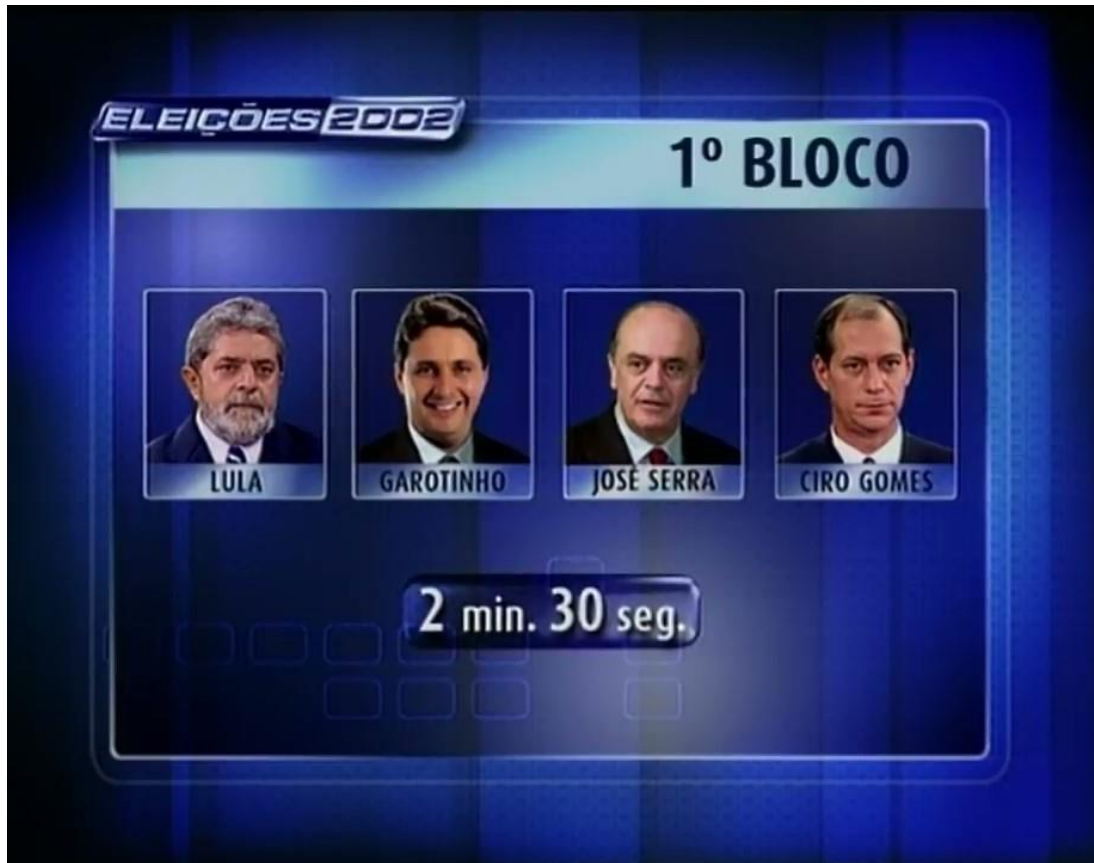 ELEIÇÕES 2002
1º BLOCO
LULA
GAROTINHO
JOSÉ SERRA
CIRO GOMES
2 min. 30 seg.